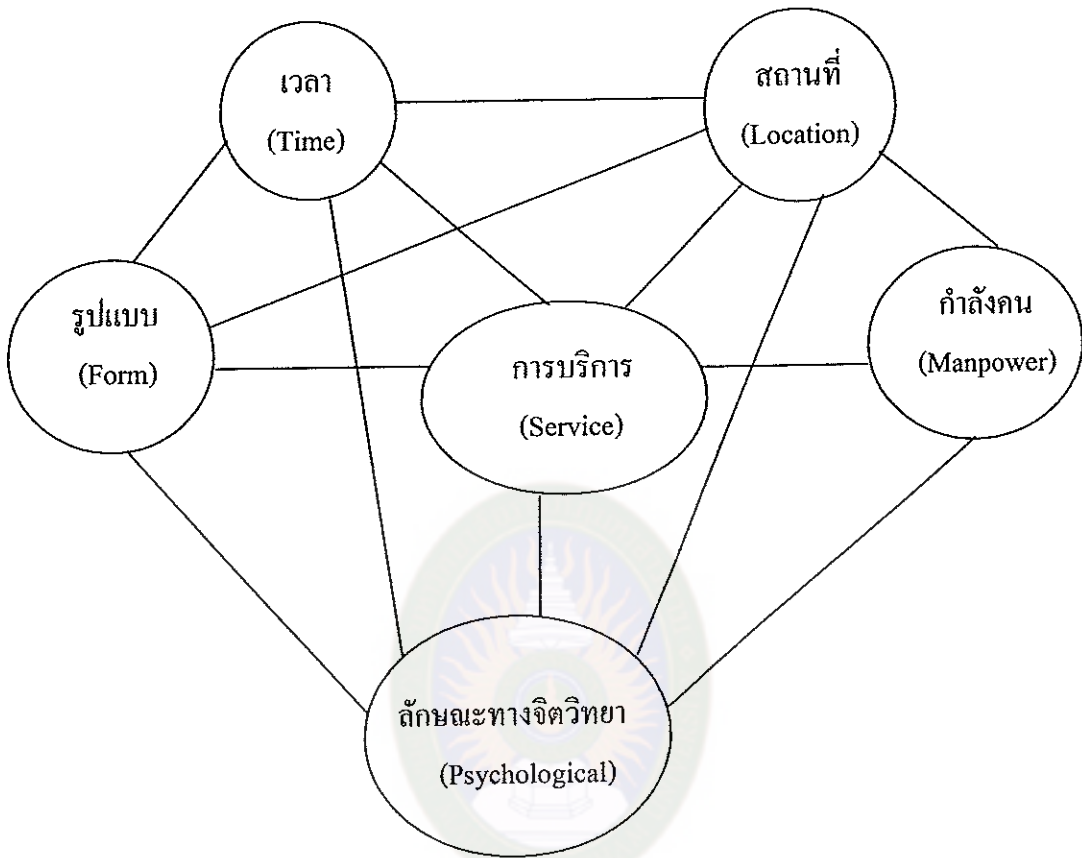 เวลา
(Time)
สถานที่
(Location)
รูปแบบ
(Form)
การบริการ
(Service)
กำลังคน
(Manpower)
ลักษณะทางจิตวิทยา
(Psychological)